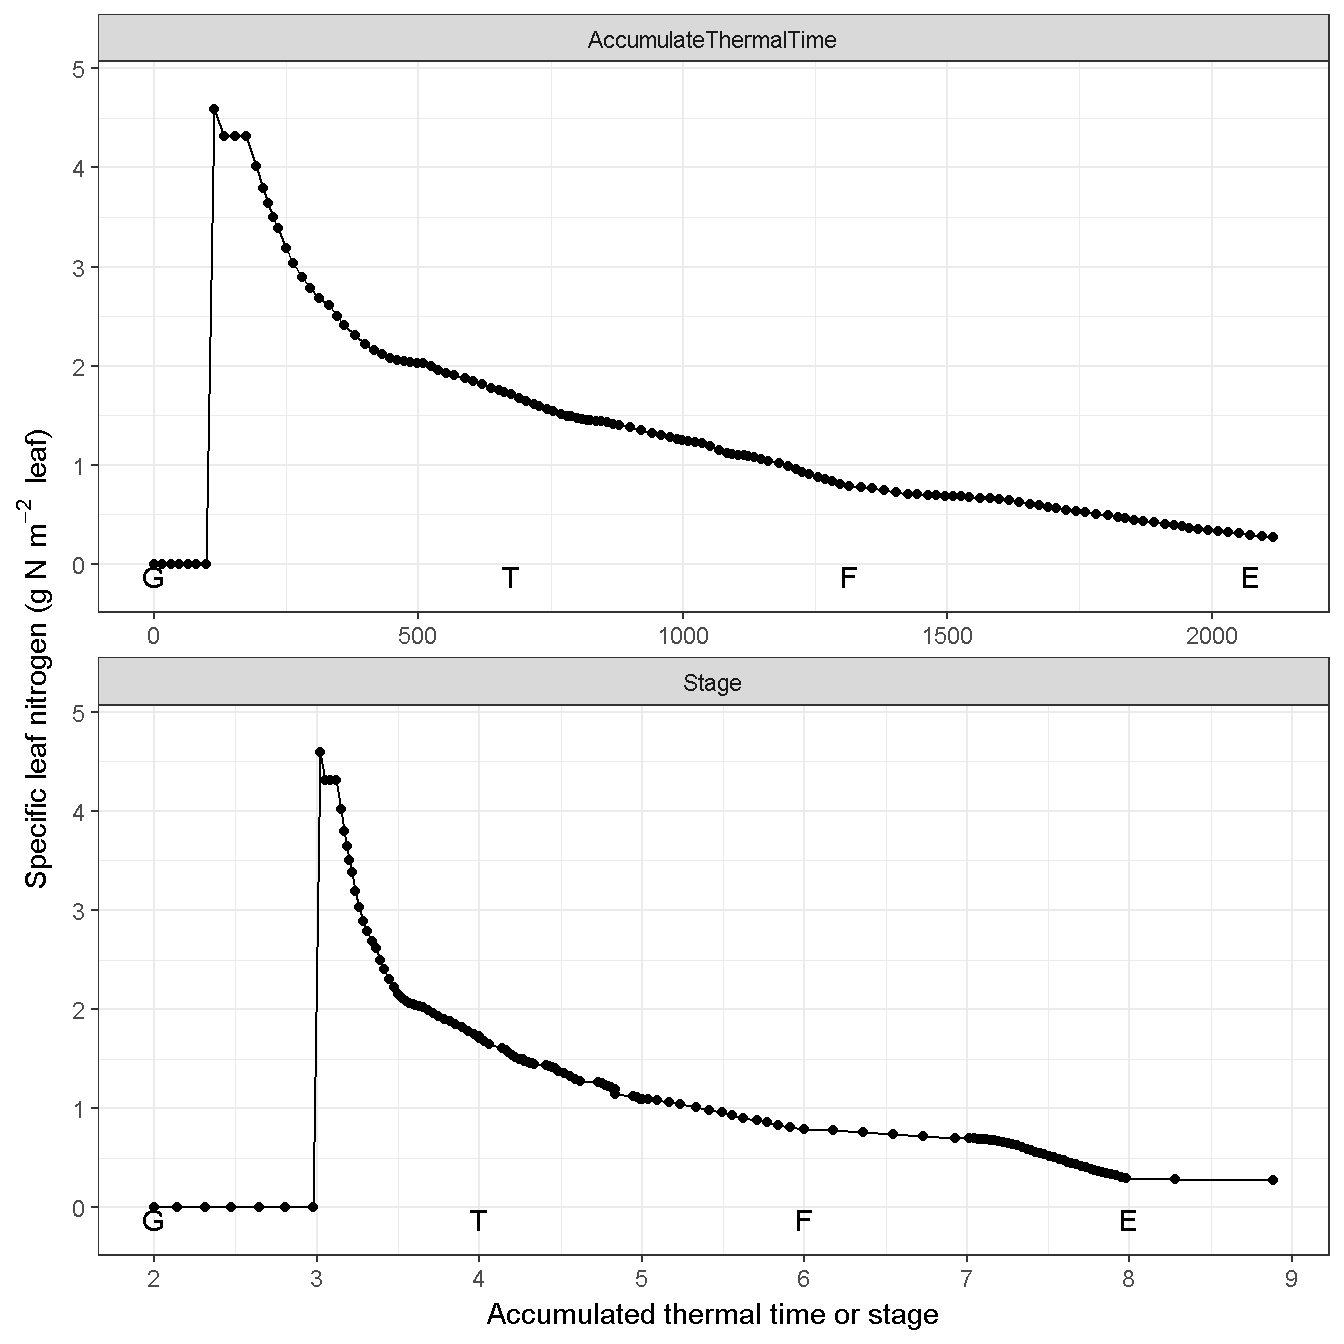 AccumulateThermalTime
5
4
3
2
1
0
G T F E
0 500 1000 1500 2000
Specific leaf nitrogen (g N m⁻² leaf)
Stage
5
4
3
2
1
0
G T F E
2 3 4 5 6 7 8 9
Accumulated thermal time or stage